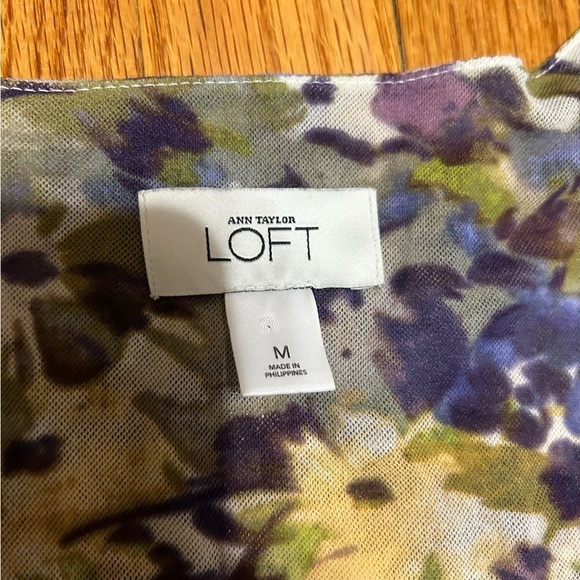 ANN TAYLOR
LOFT
M
MADE IN
PHILIPPINES